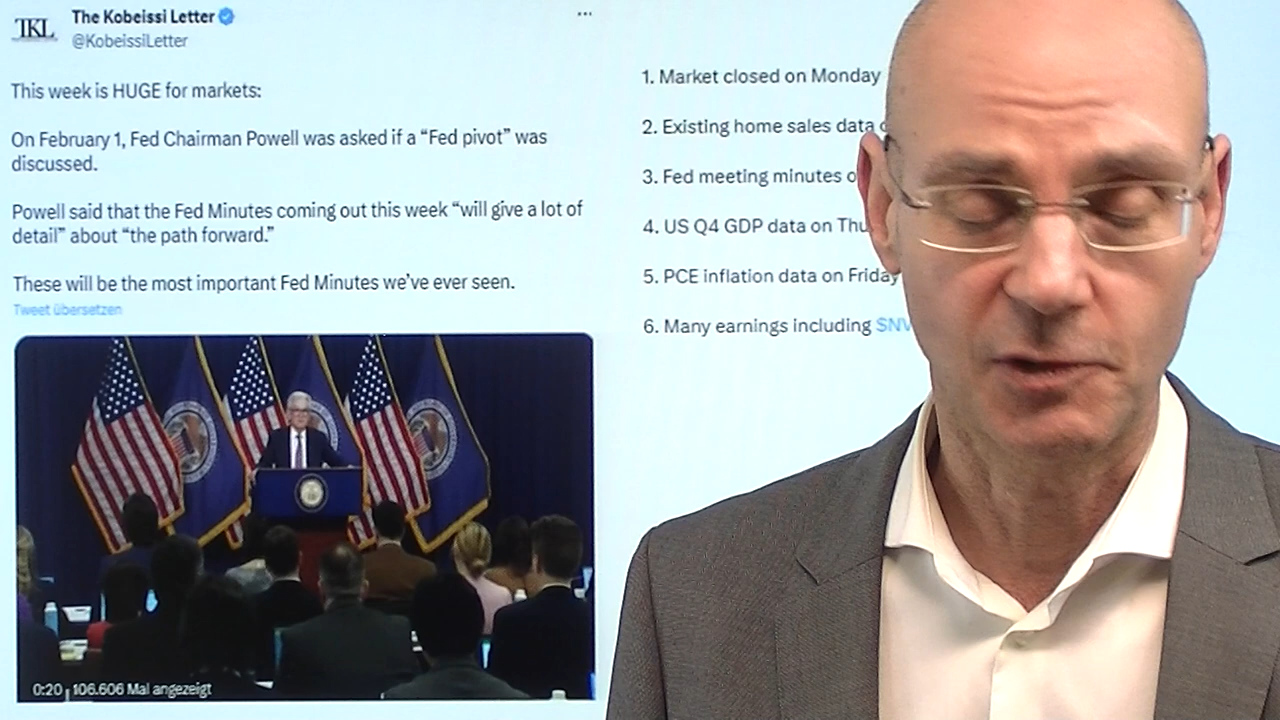 TKL The Kobeissi Letter
@KobeissiLetter
...
This week is HUGE for markets:
On February 1, Fed Chairman Powell was asked if a “Fed pivot” was
discussed.
Powell said that the Fed Minutes coming out this week “will give a lot of
detail” about “the path forward.”
These will be the most important Fed Minutes we’ve ever seen.
Tweet übersetzen
0:20 106.606 Mal angezeigt
1. Market closed on Monday
2. Existing home sales data
3. Fed meeting minutes
4. US Q4 GDP data on
5. PCE inflation data on Friday
6. Many earnings including